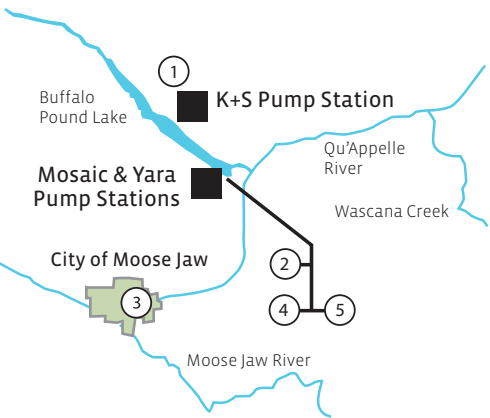 1
K+S Pump Station
Buffalo
Pound Lake
Qu'Appelle
River
Mosaic & Yara
Pump Stations
Wascana Creek
City of Moose Jaw
2
3
4
5
Moose Jaw River